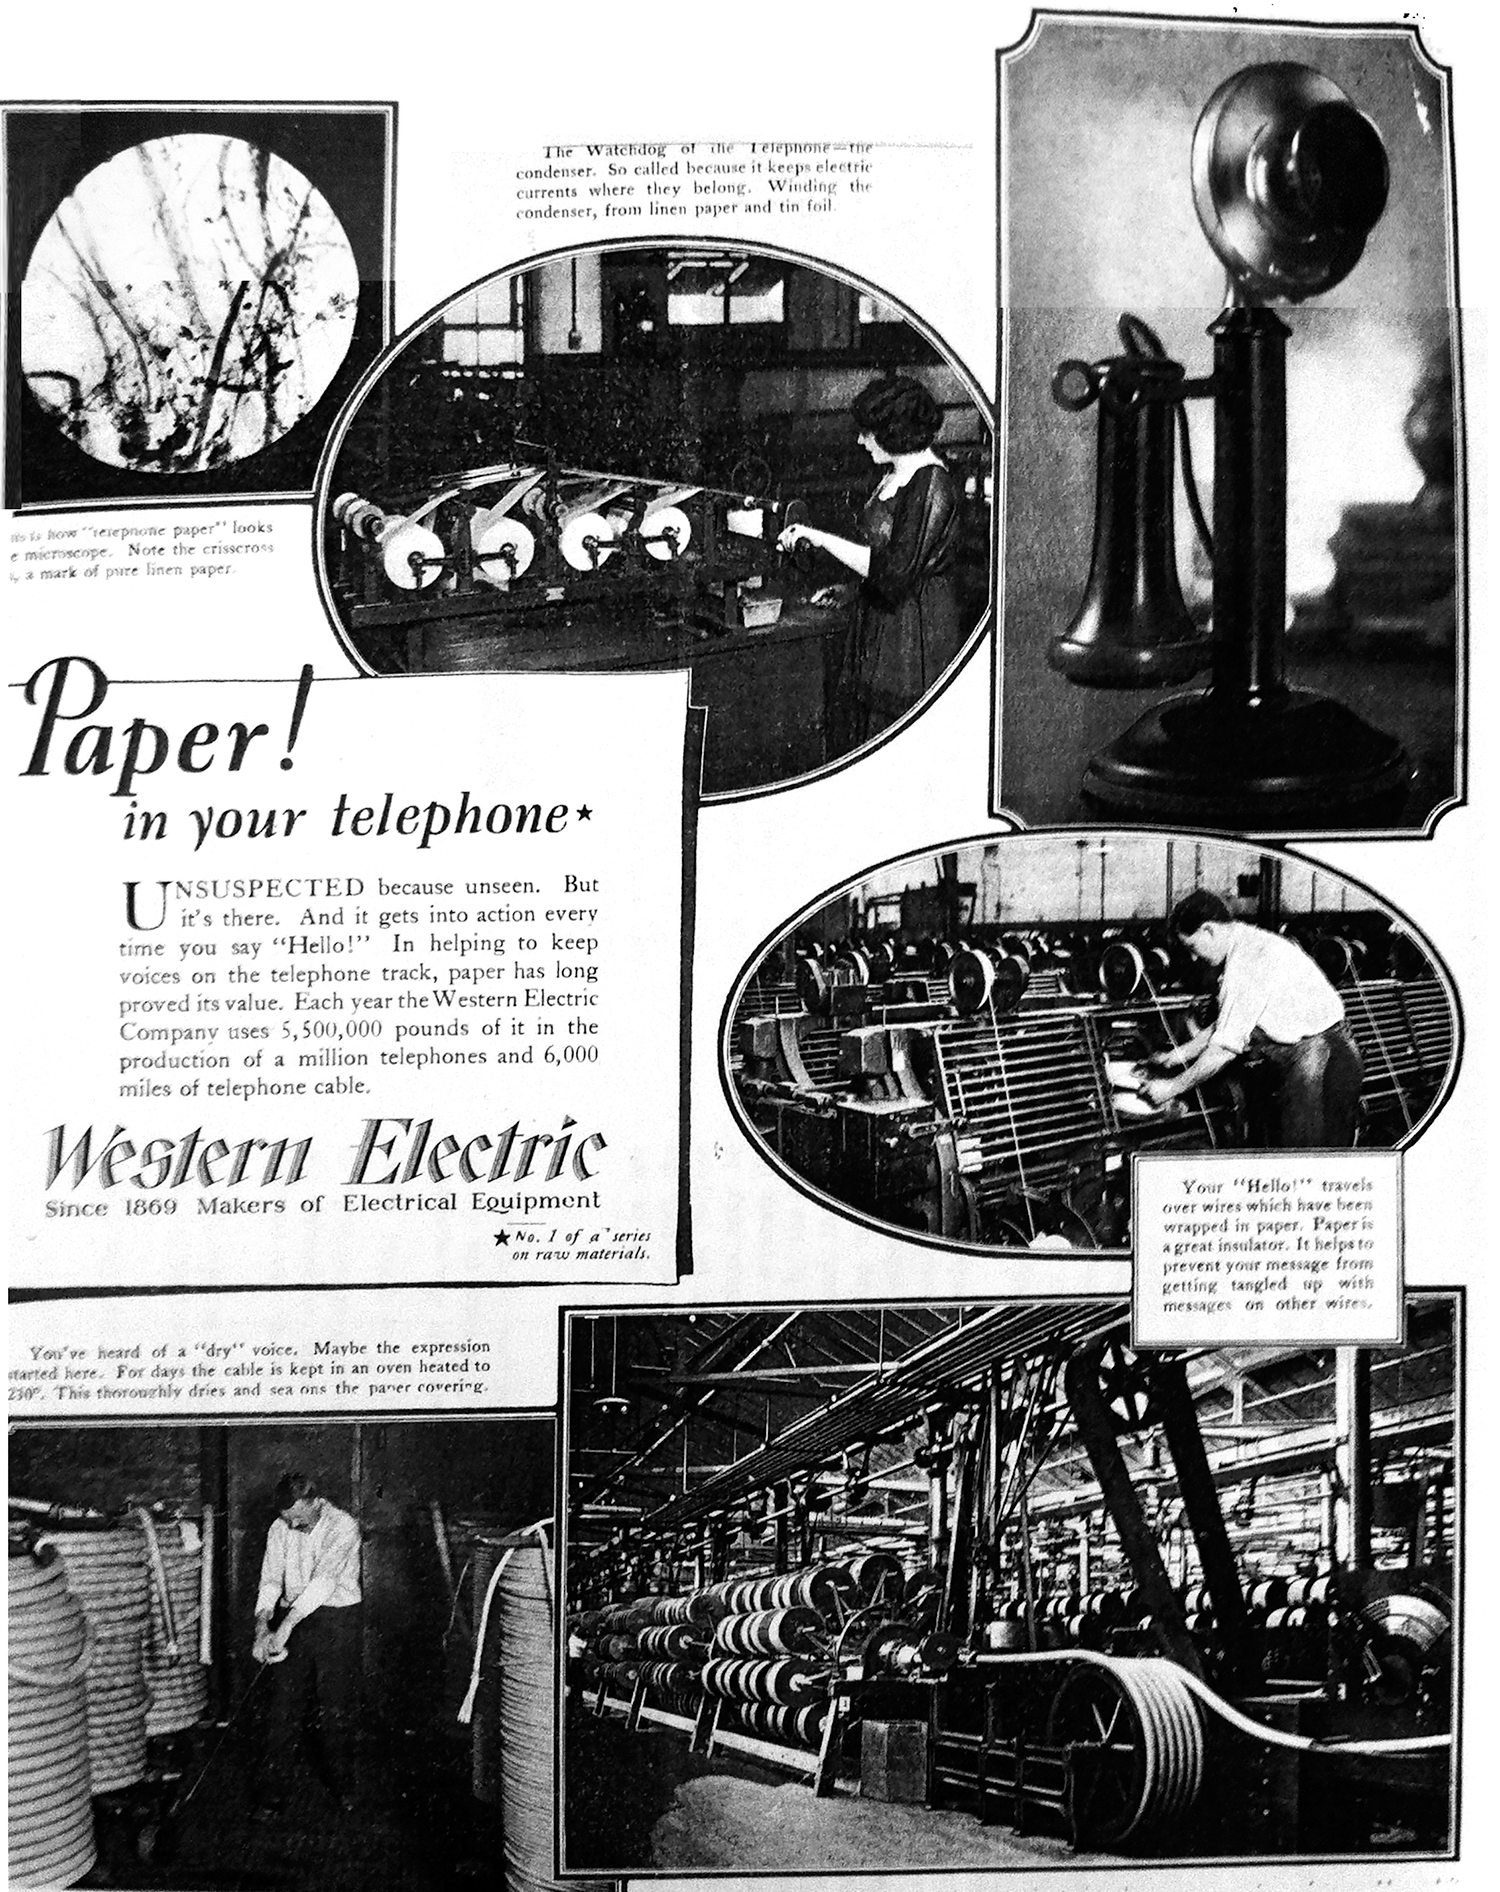 The Watchdog of the Telephone—the
condenser. So called because it keeps electric
currents where they belong. Winding the
condenser, from linen paper and tin foil.
is how "telephone paper" looks
microscope. Note the crisscross
a mark of pure linen paper.
Paper!
in your telephone★
UNSUSPECTED because unseen. But
it's there. And it gets into action every
time you say "Hello!" In helping to keep
voices on the telephone track, paper has long
proved its value. Each year the Western Electric
Company uses 5,500,000 pounds of it in the
production of a million telephones and 6,000
miles of telephone cable.
Western Electric
Since 1869 Makers of Electrical Equipment
★ No. 1 of a series
on raw materials.
Your "Hello!" travels
over wires which have been
wrapped in paper. Paper is
a great insulator. It helps to
prevent your message from
getting tangled up with
messages on other wires.
You've heard of a "dry" voice. Maybe the expression
started here. For days the cable is kept in an oven heated to
230°. This thoroughly dries and sea ons the paper covering.